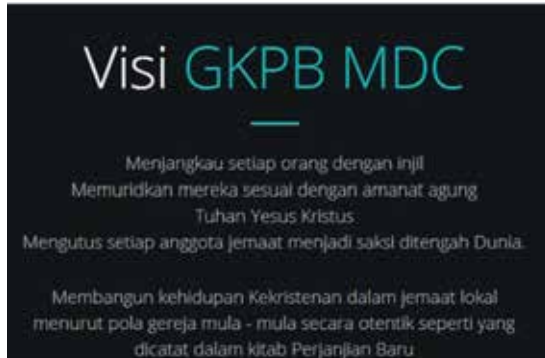 Visi GKPB MDC
Menjangkau setiap orang dengan injil
Memuridkan mereka sesuai dengan amanat agung
Tuhan Yesus Kristus
Mengutus setiap anggota jemaat menjadi saksi ditengah Dunia.
Membangun kehidupan Kekristenan dalam jemaat lokal
menurut pola gereja mula - mula secara otentik seperti yang
dicatat dalam kitab Perjanjian Baru